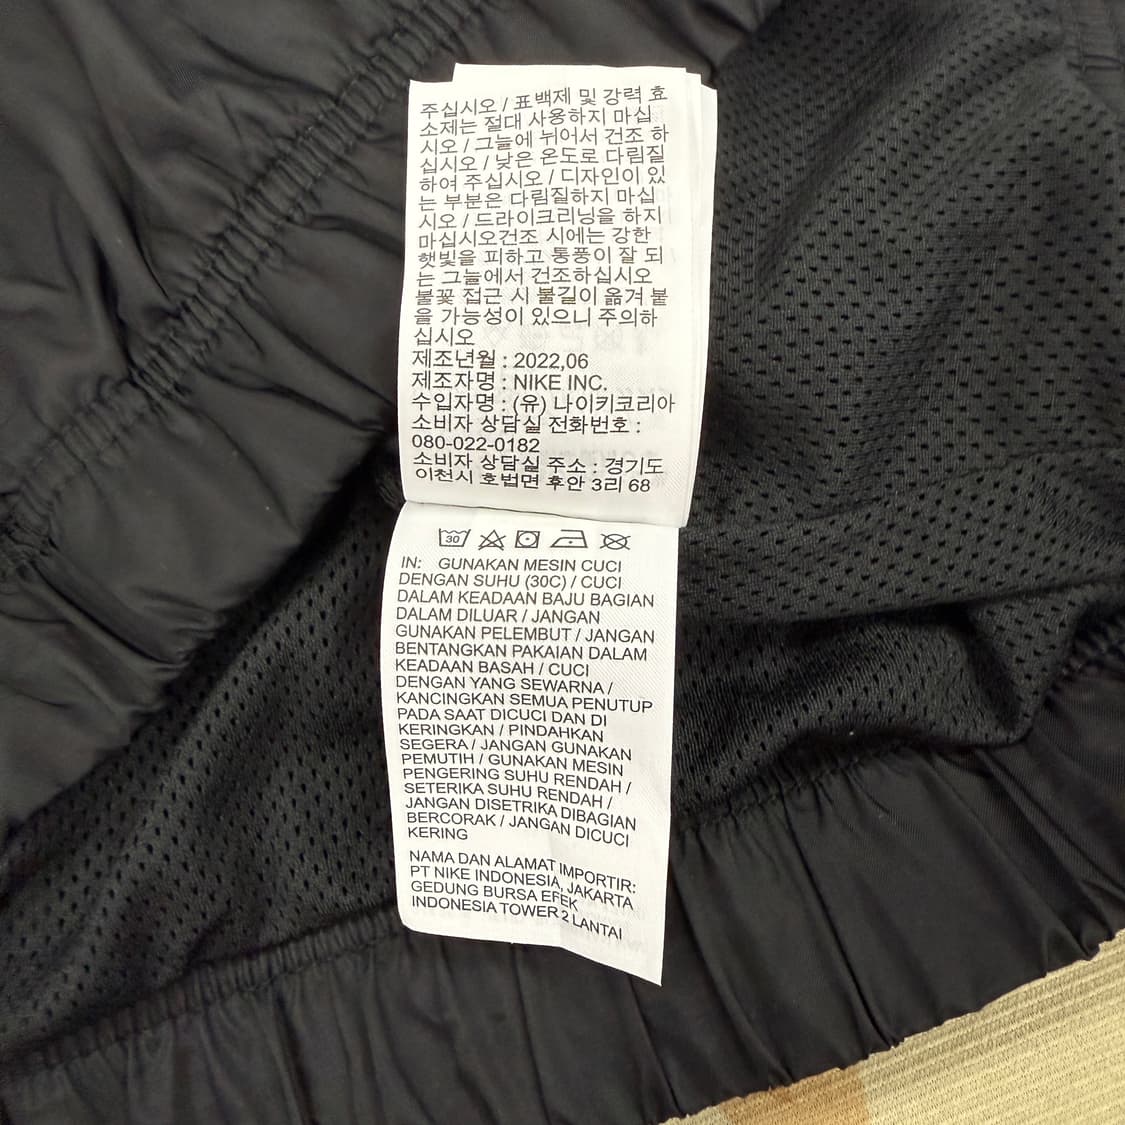 주십시오 / 표백제 및 강력 효
소제는 절대 사용하지 마십
시오 / 그늘에 뉘어서 건조 하
십시오 / 낮은 온도로 다림질
하여 주십시오 / 디자인이 있
는 부분은 다림질하지 마십
시오 / 드라이크리닝을 하지
마십시오건조 시에는 강한
햇빛을 피하고 통풍이 잘 되
는 그늘에서 건조하십시오
불꽃 접근 시 불길이 옮겨 붙
을 가능성이 있으니 주의하
십시오
제조년월 : 2022,06
제조자명 : NIKE INC.
수입자명 : (유) 나이키코리아
소비자 상담실 전화번호 :
080-022-0182
소비자 상담실 주소 : 경기도
이천시 호법면 후안 3리 68
30
IN: GUNAKAN MESIN CUCI
DENGAN SUHU (30C) / CUCI
DALAM KEADAAN BAJU BAGIAN
DALAM DILUAR / JANGAN
GUNAKAN PELEMBUT / JANGAN
BENTANGKAN PAKAIAN DALAM
KEADAAN BASAH / CUCI
DENGAN YANG SEWARNA /
KANCINGKAN SEMUA PENUTUP
PADA SAAT DICUCI DAN DI
KERINGKAN / PINDAHKAN
SEGERA / JANGAN GUNAKAN
PEMUTIH / GUNAKAN MESIN
PENGERING SUHU RENDAH /
SETERIKA SUHU RENDAH /
JANGAN DISETRIKA DIBAGIAN
BERCORAK / JANGAN DICUCI
KERING
NAMA DAN ALAMAT IMPORTIR:
PT NIKE INDONESIA, JAKARTA
GEDUNG BURSA EFEK
INDONESIA TOWER 2 LANTAI